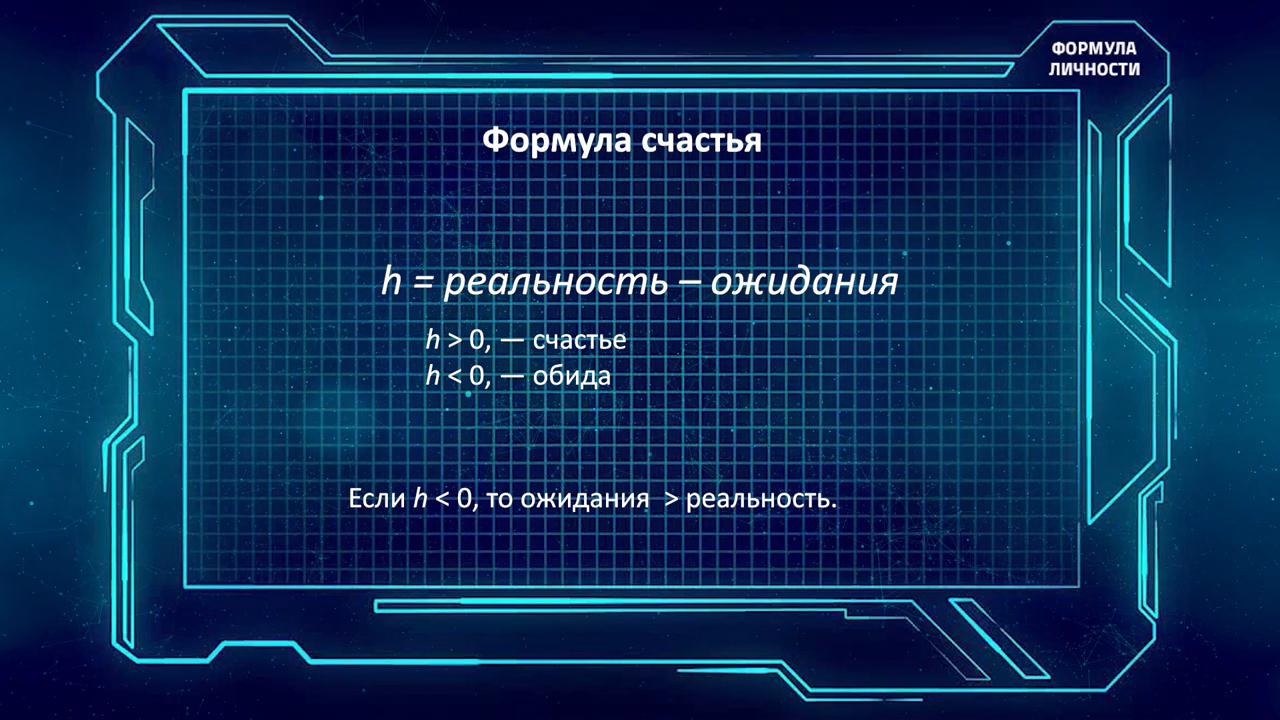 ФОРМУЛА
ЛИЧНОСТИ
Формула счастья
h = реальность – ожидания
h > 0, — счастье
h < 0, — обида
Если h < 0, то ожидания  > реальность.